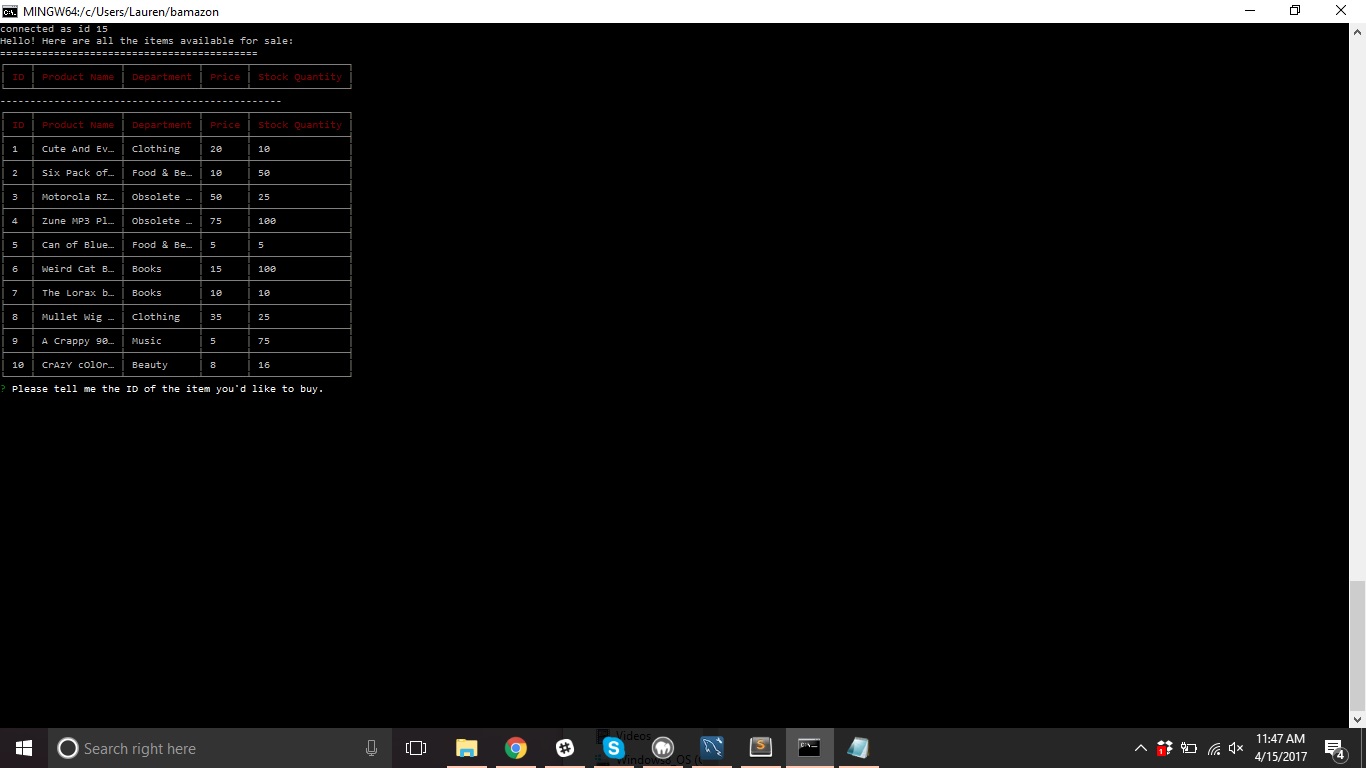 MINGW64:/c/Users/Lauren/bamazon
connected as id 15
Hello! Here are all the items available for sale:
===========================================
ID Product Name Department Price Stock Quantity
-----------------------------------------------
ID Product Name Department Price Stock Quantity
1 Cute And Ev… Clothing 20 10
2 Six Pack of… Food & Be… 10 50
3 Motorola RZ… Obsolete … 50 25
4 Zune MP3 Pl… Obsolete … 75 100
5 Can of Blue… Food & Be… 5 5
6 Weird Cat B… Books 15 100
7 The Lorax b… Books 10 10
8 Mullet Wig … Clothing 35 25
9 A Crappy 90… Music 5 75
10 CrAzY cOlOr… Beauty 8 16
? Please tell me the ID of the item you'd like to buy.
Videos
Search right here
11:47 AM
4/15/2017
1
4